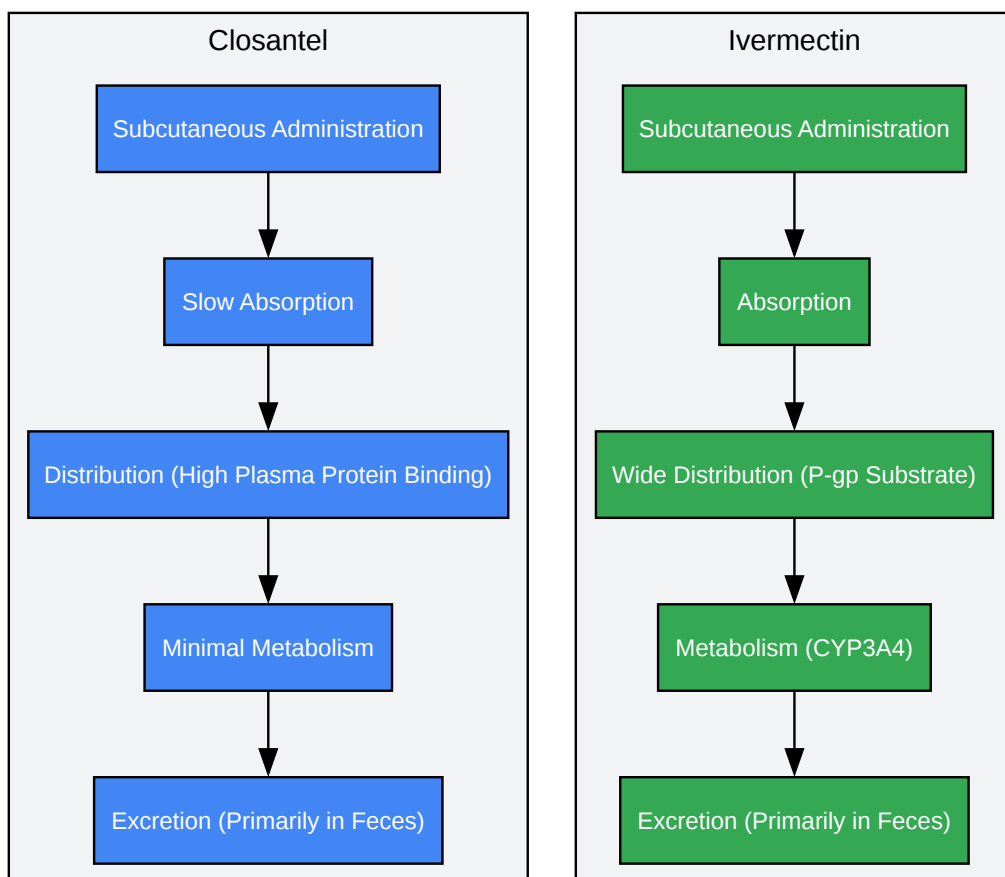 Closantel
Subcutaneous Administration
Slow Absorption
Distribution (High Plasma Protein Binding)
Minimal Metabolism
Excretion (Primarily in Feces)
Ivermectin
Subcutaneous Administration
Absorption
Wide Distribution (P-gp Substrate)
Metabolism (CYP3A4)
Excretion (Primarily in Feces)